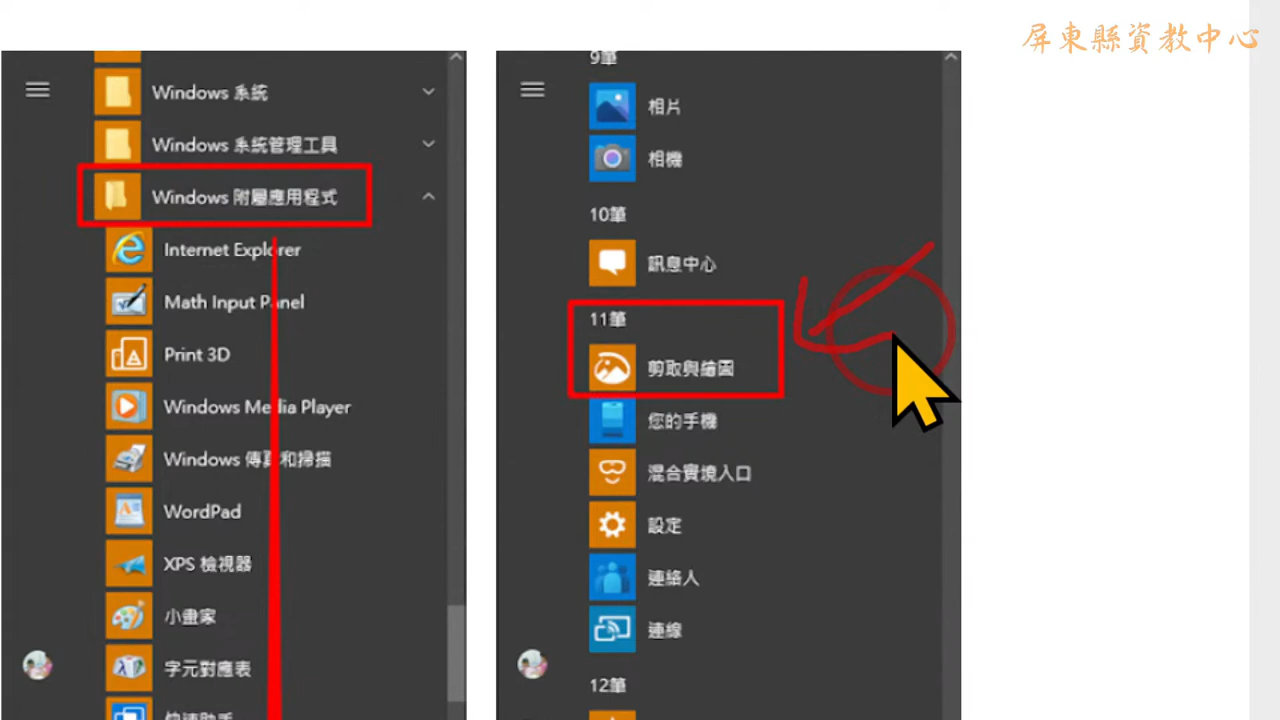 屏東縣資教中心
Windows 系統
Windows 系統管理工具
Windows 附屬應用程式
Internet Explorer
Math Input Panel
Print 3D
Windows Media Player
Windows 傳真和掃描
WordPad
XPS 檢視器
小畫家
字元對應表
快速助手
9筆
相片
相機
10筆
訊息中心
11筆
剪取與繪圖
您的手機
混合實境入口
設定
連絡人
連線
12筆